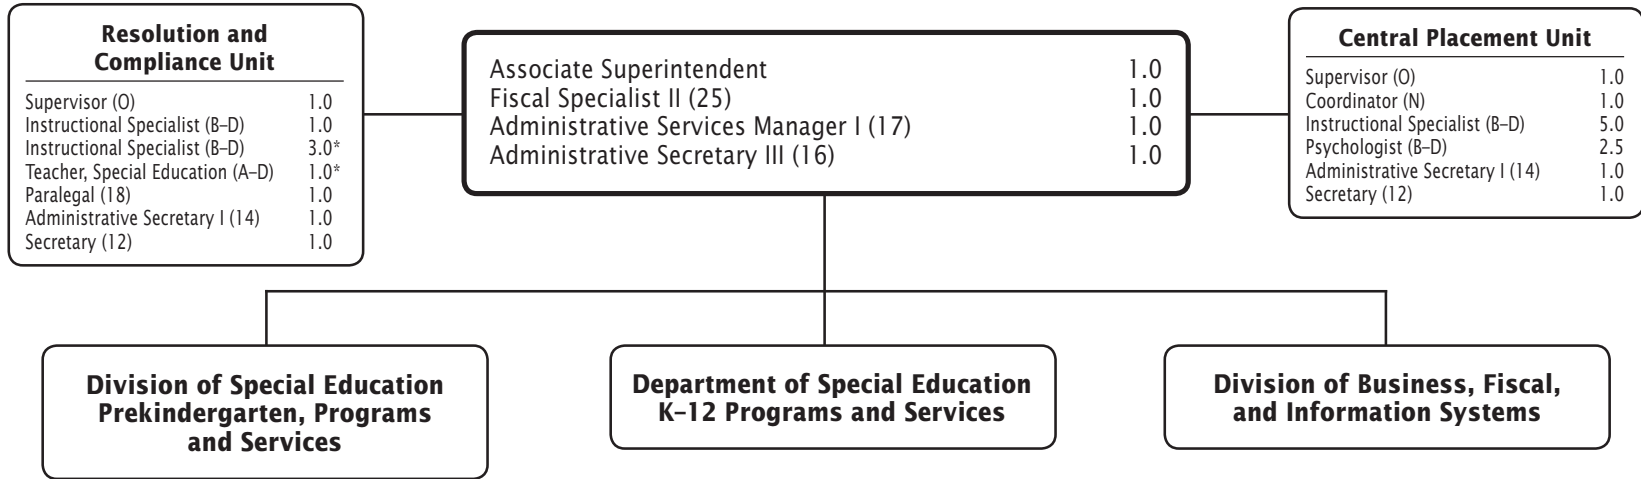 Resolution and
Compliance Unit
Supervisor (O) 1.0
Instructional Specialist (B–D) 1.0
Instructional Specialist (B–D) 3.0*
Teacher, Special Education (A–D) 1.0*
Paralegal (18) 1.0
Administrative Secretary I (14) 1.0
Secretary (12) 1.0
Associate Superintendent 1.0
Fiscal Specialist II (25) 1.0
Administrative Services Manager I (17) 1.0
Administrative Secretary III (16) 1.0
Central Placement Unit
Supervisor (O) 1.0
Coordinator (N) 1.0
Instructional Specialist (B–D) 5.0
Psychologist (B–D) 2.5
Administrative Secretary I (14) 1.0
Secretary (12) 1.0
Division of Special Education
Prekindergarten, Programs
and Services
Department of Special Education
K–12 Programs and Services
Division of Business, Fiscal,
and Information Systems